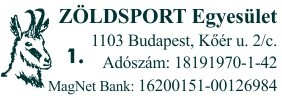 ZÖLDSPORT Egyesület
1103 Budapest, Kőér u. 2/c.
1.
Adószám: 18191970-1-42
MagNet Bank: 16200151-00126984